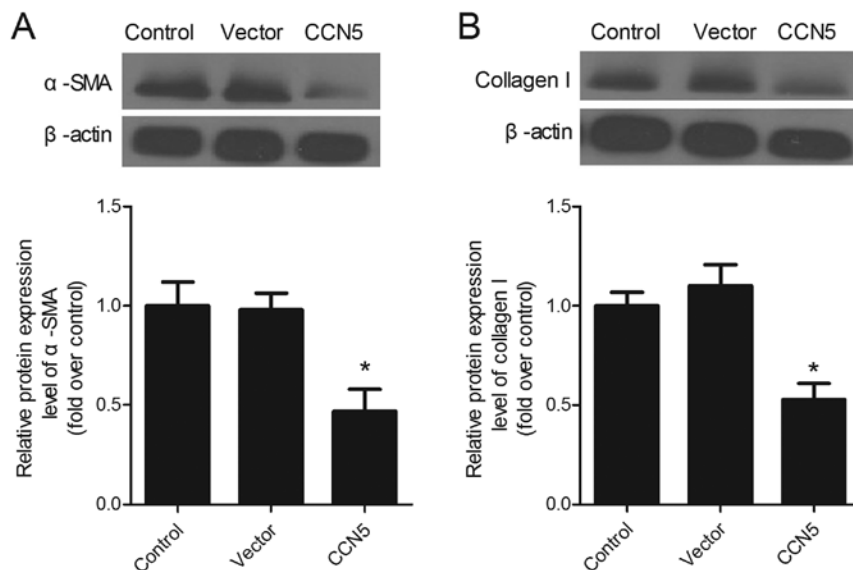 A
Control Vector CCN5
α -SMA
β -actin
Relative protein expression
level of α -SMA
(fold over control)
1.5
1.0
0.5
0.0
*
Control
Vector
CCN5
B
Control Vector CCN5
Collagen I
β -actin
Relative protein expression
level of collagen I
(fold over control)
1.5
1.0
0.5
0.0
*
Control
Vector
CCN5